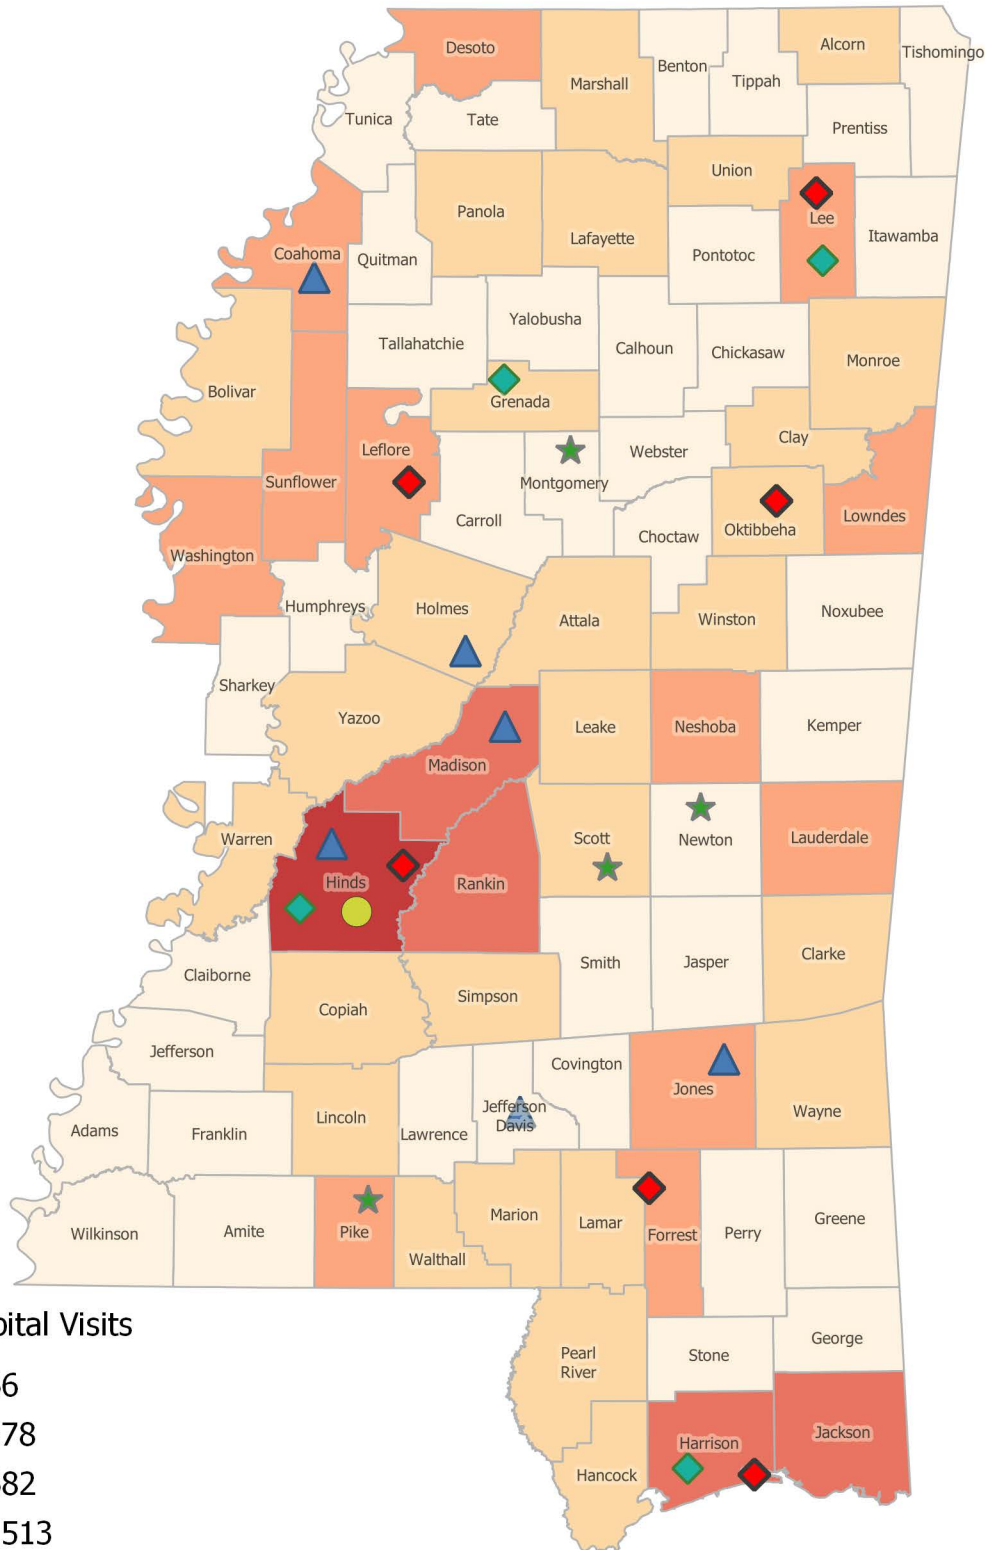 Desoto
Marshall
Benton
Tippah
Alcorn
Tishomingo
Tunica
Tate
Prentiss
Union
Panola
Lafayette
Lee
Itawamba
Coahoma
Quitman
Pontotoc
Tallahatchie
Yalobusha
Calhoun
Chickasaw
Monroe
Bolivar
Grenada
Clay
Leflore
Webster
Sunflower
Montgomery
Carroll
Choctaw
Oktibbeha
Lowndes
Washington
Humphreys
Holmes
Attala
Winston
Noxubee
Sharkey
Yazoo
Leake
Neshoba
Kemper
Madison
Warren
Scott
Newton
Lauderdale
Hinds
Rankin
Claiborne
Smith
Jasper
Clarke
Copiah
Simpson
Jefferson
Covington
Jones
Wayne
Adams
Franklin
Lincoln
Lawrence
Jefferson
Davis
Wilkinson
Amite
Pike
Walthall
Marion
Lamar
Forrest
Perry
Greene
Pearl
River
Stone
George
Hancock
Harrison
Jackson
pital Visits
6
78
82
513